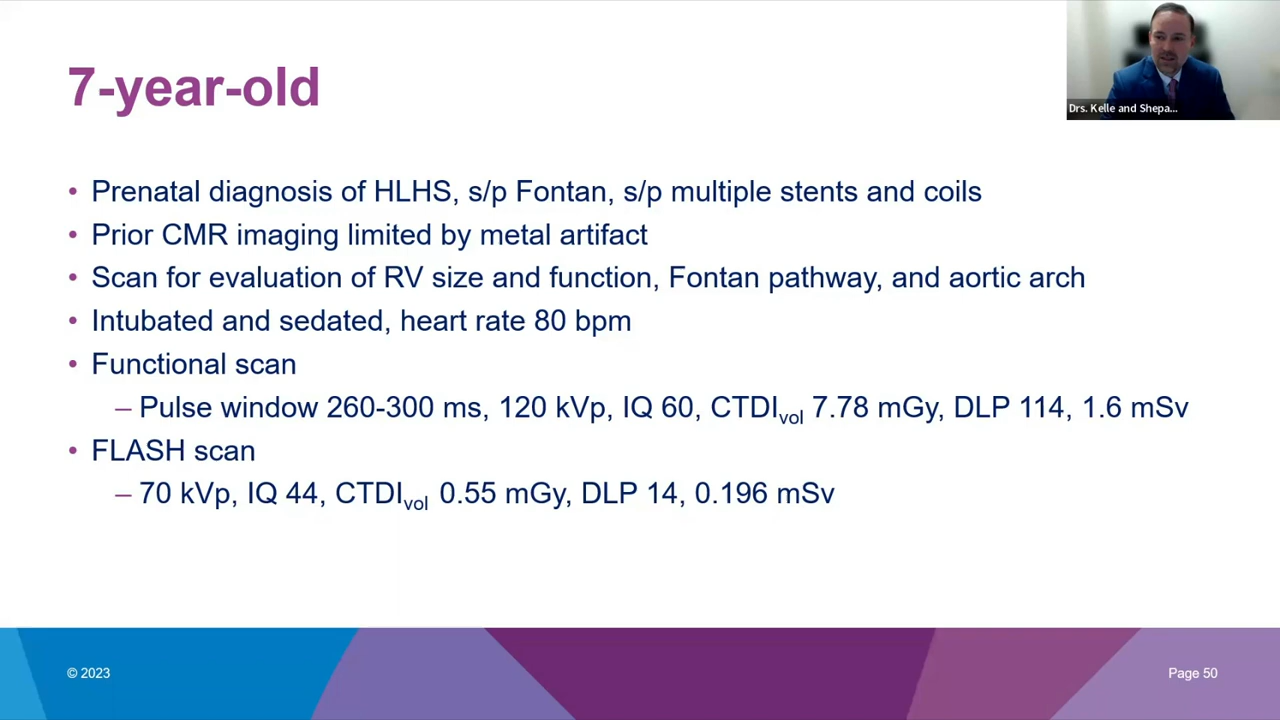 7-year-old
Drs. Kelle and Shepa...
• Prenatal diagnosis of HLHS, s/p Fontan, s/p multiple stents and coils
• Prior CMR imaging limited by metal artifact
• Scan for evaluation of RV size and function, Fontan pathway, and aortic arch
• Intubated and sedated, heart rate 80 bpm
• Functional scan
– Pulse window 260-300 ms, 120 kVp, IQ 60, CTDIvol 7.78 mGy, DLP 114, 1.6 mSv
• FLASH scan
– 70 kVp, IQ 44, CTDIvol 0.55 mGy, DLP 14, 0.196 mSv
© 2023
Page 50